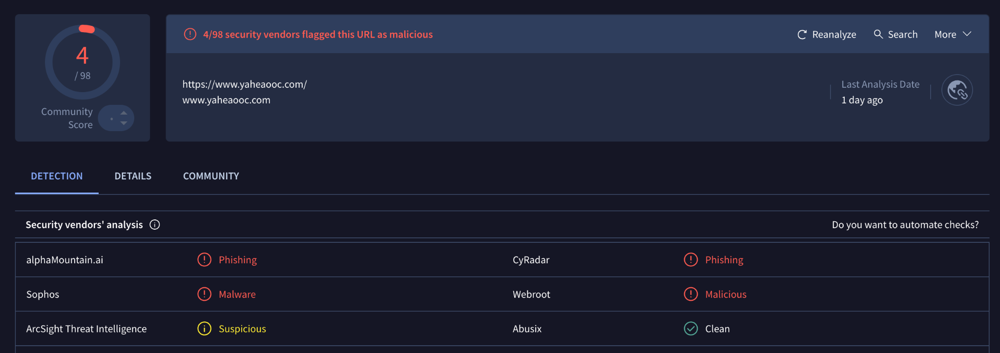 4
/ 98
Community
Score
4/98 security vendors flagged this URL as malicious
Reanalyze
Search
More
https://www.yaheaooc.com/
www.yaheaooc.com
Last Analysis Date
1 day ago
DETECTION
DETAILS
COMMUNITY
Security vendors' analysis
Do you want to automate checks?
alphaMountain.ai
Phishing
CyRadar
Phishing
Sophos
Malware
Webroot
Malicious
ArcSight Threat Intelligence
Suspicious
Abusix
Clean